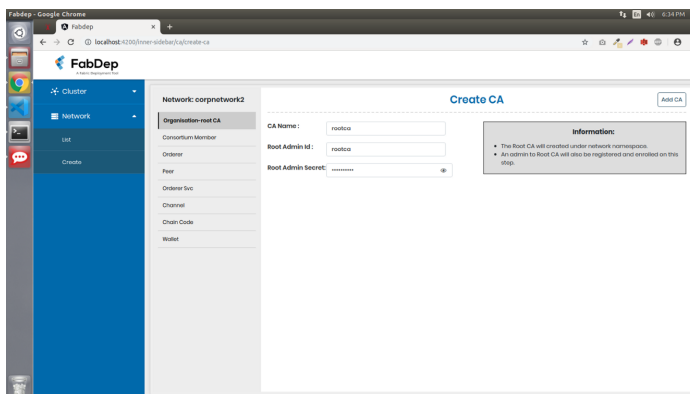 Fabdep - Google Chrome
En
6:34 PM
Fabdep
localhost:4200/inner-sidebar/ca/create-ca
FabDep
A Fabric Deployment Tool
Cluster
Network
List
Create
Network: corpnetwork2
Organisation-root CA
Consortium Member
Orderer
Peer
Orderer Svc
Channel
Chain Code
Wallet
Create CA
Add CA
CA Name :
rootca
Root Admin Id :
rootca
Root Admin Secret:
Information:
The Root CA will created under network namespace.
An admin to Root CA will also be registered and enrolled on this
step.